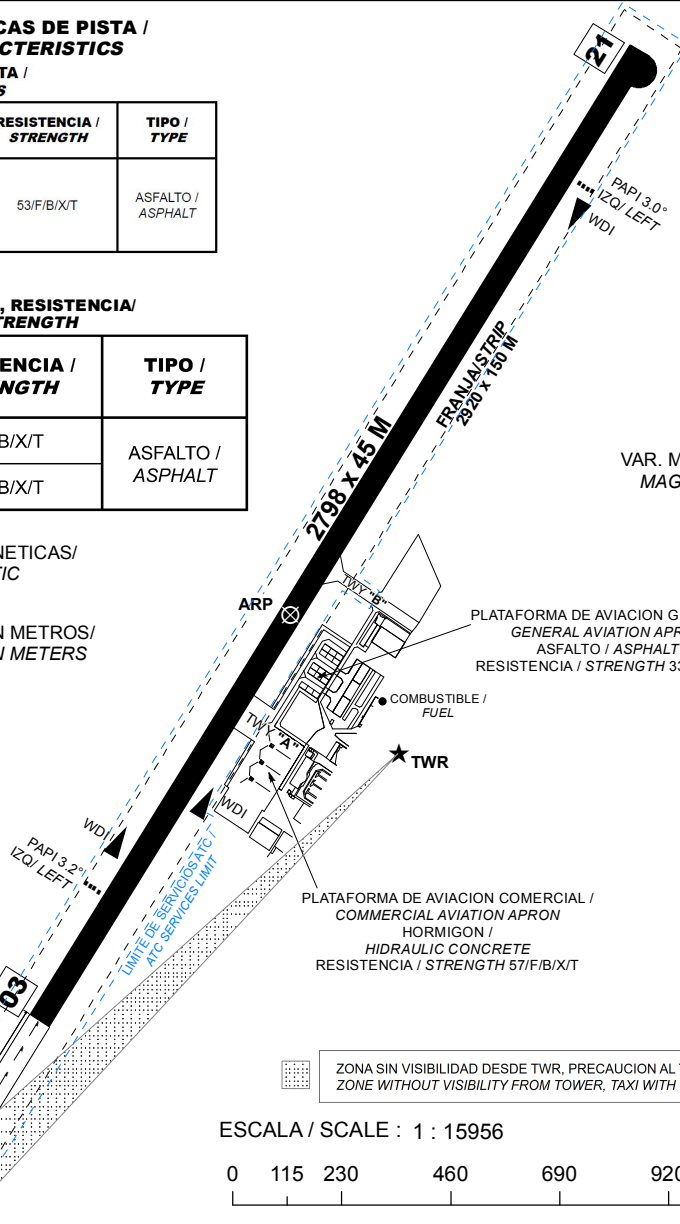 CAS DE PISTA /
CTERISTICS
TA /
S
RESISTENCIA /
STRENGTH
TIPO /
TYPE
53/F/B/X/T
ASFALTO /
ASPHALT
, RESISTENCIA/
TRENGTH
ENCIA /
NGTH
TIPO /
TYPE
B/X/T
B/X/T
ASFALTO /
ASPHALT
NETICAS/
TIC
N METROS/
N METERS
21
PAPI 3.0°
IZQ/ LEFT
WDI
FRANJA/STRIP
2920 x 150 M
2798 x 45 M
VAR. M
MAG
TWY "B"
ARP
PLATAFORMA DE AVIACION G
GENERAL AVIATION APR
ASFALTO / ASPHALT
RESISTENCIA / STRENGTH 33
COMBUSTIBLE /
FUEL
TWY "A"
TWR
WDI
WDI
PAPI 3.2°
IZQ/ LEFT
LIMITE DE SERVICIOS ATC /
ATC SERVICES LIMIT
PLATAFORMA DE AVIACION COMERCIAL /
COMMERCIAL AVIATION APRON
HORMIGON /
HIDRAULIC CONCRETE
RESISTENCIA / STRENGTH 57/F/B/X/T
03
ZONA SIN VISIBILIDAD DESDE TWR, PRECAUCION AL
ZONE WITHOUT VISIBILITY FROM TOWER, TAXI WITH
ESCALA / SCALE : 1 : 15956
0 115 230 460 690 920